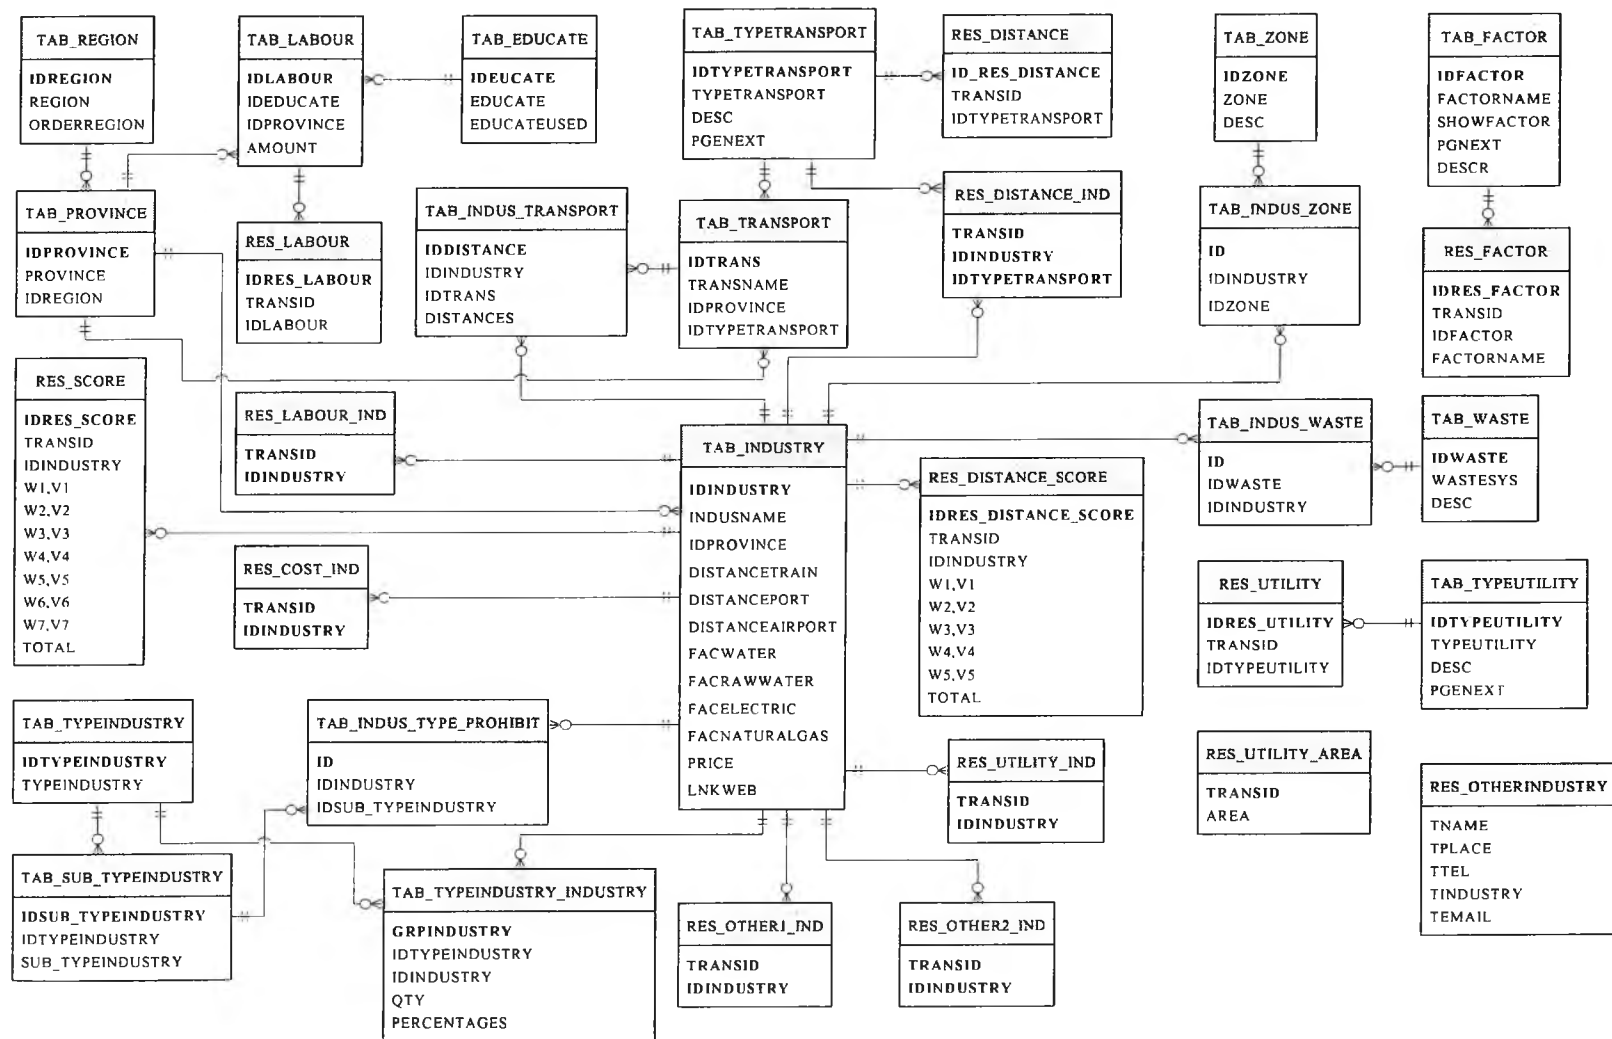 TAB_REGION
IDREGION
REGION
ORDERREGION
TAB_LABOUR
IDLABOUR
IDEDUCATE
IDPROVINCE
AMOUNT
TAB_EDUCATE
IDEUCATE
EDUCATE
EDUCATEUSED
TAB_TYPETRANSPORT
IDTYPETRANSPORT
TYPETRANSPORT
DESC
PGENEXT
RES_DISTANCE
ID_RES_DISTANCE
TRANSID
IDTYPETRANSPORT
TAB_ZONE
IDZONE
ZONE
DESC
TAB_FACTOR
IDFACTOR
FACTORNAME
SHOWFACTOR
PGNEXT
DESCR
TAB_PROVINCE
IDPROVINCE
PROVINCE
IDREGION
RES_LABOUR
IDRES_LABOUR
TRANSID
IDLABOUR
TAB_INDUS_TRANSPORT
IDDISTANCE
IDINDUSTRY
IDTRANS
DISTANCES
TAB_TRANSPORT
IDTRANS
TRANSNAME
IDPROVINCE
IDTYPETRANSPORT
RES_DISTANCE_IND
TRANSID
IDINDUSTRY
IDTYPETRANSPORT
TAB_INDUS_ZONE
ID
IDINDUSTRY
IDZONE
RES_FACTOR
IDRES_FACTOR
TRANSID
IDFACTOR
FACTORNAME
RES_SCORE
IDRES_SCORE
TRANSID
IDINDUSTRY
W1,V1
W2,V2
W3,V3
W4,V4
W5,V5
W6,V6
W7,V7
TOTAL
RES_LABOUR_IND
TRANSID
IDINDUSTRY
RES_COST_IND
TRANSID
IDINDUSTRY
TAB_INDUSTRY
IDINDUSTRY
INDUSNAME
IDPROVINCE
DISTANCETRAIN
DISTANCEPORT
DISTANCEAIRPORT
FACWATER
FACRAWWATER
FACELECTRIC
FACNATURALGAS
PRICE
LNKWEB
RES_DISTANCE_SCORE
IDRES_DISTANCE_SCORE
TRANSID
IDINDUSTRY
W1,V1
W2,V2
W3,V3
W4,V4
W5,V5
TOTAL
TAB_INDUS_WASTE
ID
IDWASTE
IDINDUSTRY
TAB_WASTE
IDWASTE
WASTESYS
DESC
RES_UTILITY
IDRES_UTILITY
TRANSID
IDTYPEUTILITY
TAB_TYPEUTILITY
IDTYPEUTILITY
TYPEUTILITY
DESC
PGENEXT
TAB_TYPEINDUSTRY
IDTYPEINDUSTRY
TYPEINDUSTRY
TAB_INDUS_TYPE_PROHIBIT
ID
IDINDUSTRY
IDSUB_TYPEINDUSTRY
RES_UTILITY_IND
TRANSID
IDINDUSTRY
RES_UTILITY_AREA
TRANSID
AREA
RES_OTHERINDUSTRY
TNAME
TPLACE
TTEL
TINDUSTRY
TEMAIL
TAB_SUB_TYPEINDUSTRY
IDSUB_TYPEINDUSTRY
IDTYPEINDUSTRY
SUB_TYPEINDUSTRY
TAB_TYPEINDUSTRY_INDUSTRY
GRPINDUSTRY
IDTYPEINDUSTRY
IDINDUSTRY
QTY
PERCENTAGES
RES_OTHER1_IND
TRANSID
IDINDUSTRY
RES_OTHER2_IND
TRANSID
IDINDUSTRY